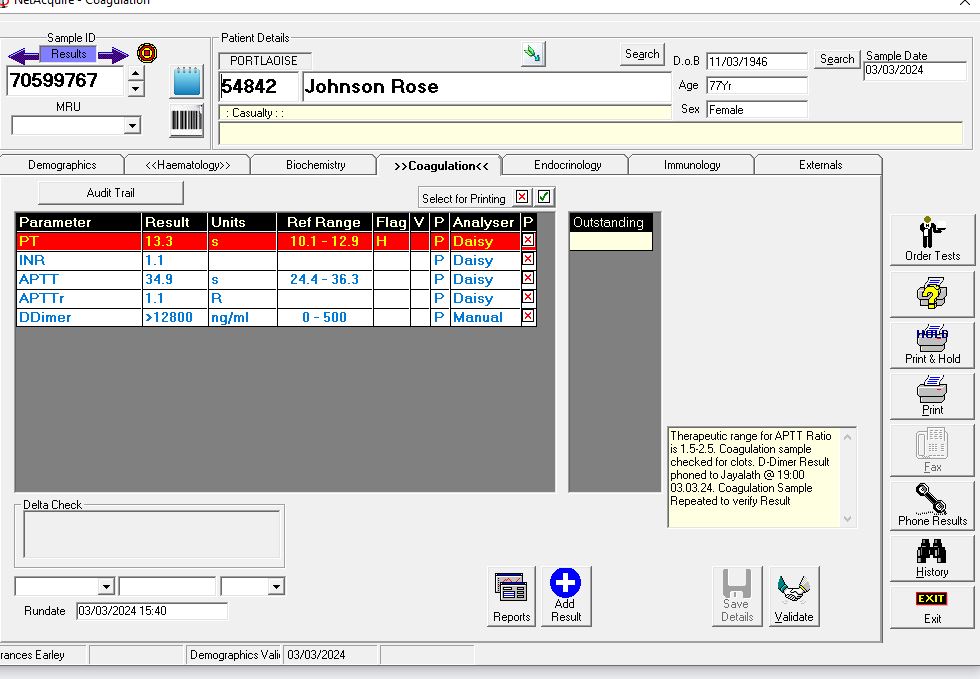 NetAcquire - Coagulation
Sample ID
Results
70599767
MRU
Patient Details
PORTLAOISE
Search
54842 Johnson Rose
: Casualty : :
D.o.B 11/03/1946 Search
Age 77Yr
Sex Female
Sample Date
03/03/2024
Demographics <<Haematology>> Biochemistry >>Coagulation<< Endocrinology Immunology Externals
Audit Trail
Select for Printing
Parameter Result Units Ref Range Flag V P Analyser P
PT 13.3 s 10.1 - 12.9 H P Daisy
INR 1.1 P Daisy
APTT 34.9 s 24.4 - 36.3 P Daisy
APTTr 1.1 R P Daisy
DDimer >12800 ng/ml 0 - 500 P Manual
Outstanding
Therapeutic range for APTT Ratio
is 1.5-2.5. Coagulation sample
checked for clots. D-Dimer Result
phoned to Jayalath @ 19:00
03.03.24. Coagulation Sample
Repeated to verify Result
Order Tests
HOLD
Print & Hold
Print
Fax
Phone Results
History
EXIT
Exit
Delta Check
Rundate 03/03/2024 15:40
Reports
Add
Result
Save
Details
Validate
rances Earley
Demographics Vali 03/03/2024